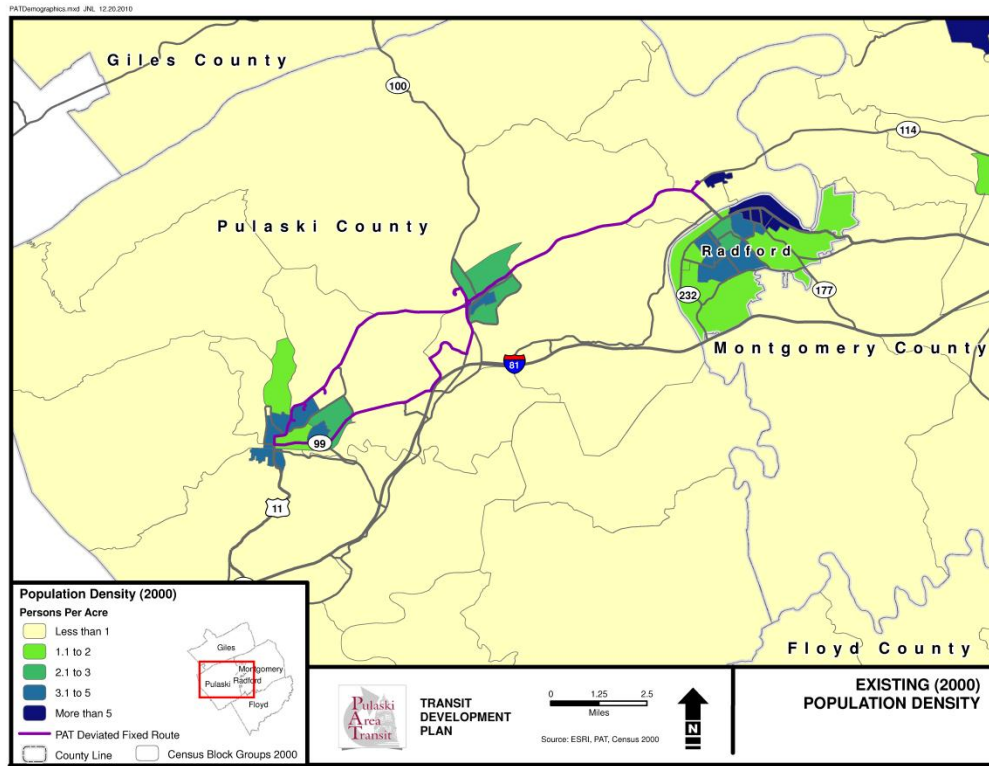 PATDemographics.mxd JNL 12.20.2010
Giles County
100
114
Pulaski County
Radford
232
177
Montgomery County
81
99
11
Floyd County
Population Density (2000)
Persons Per Acre
Less than 1
1.1 to 2
2.1 to 3
3.1 to 5
More than 5
PAT Deviated Fixed Route
County Line
Census Block Groups 2000
Giles
Montgomery
Radford
Pulaski
Floyd
Pulaski
Area
Transit
TRANSIT
DEVELOPMENT
PLAN
0 1.25 2.5
Miles
Source: ESRI, PAT, Census 2000
N
EXISTING (2000)
POPULATION DENSITY